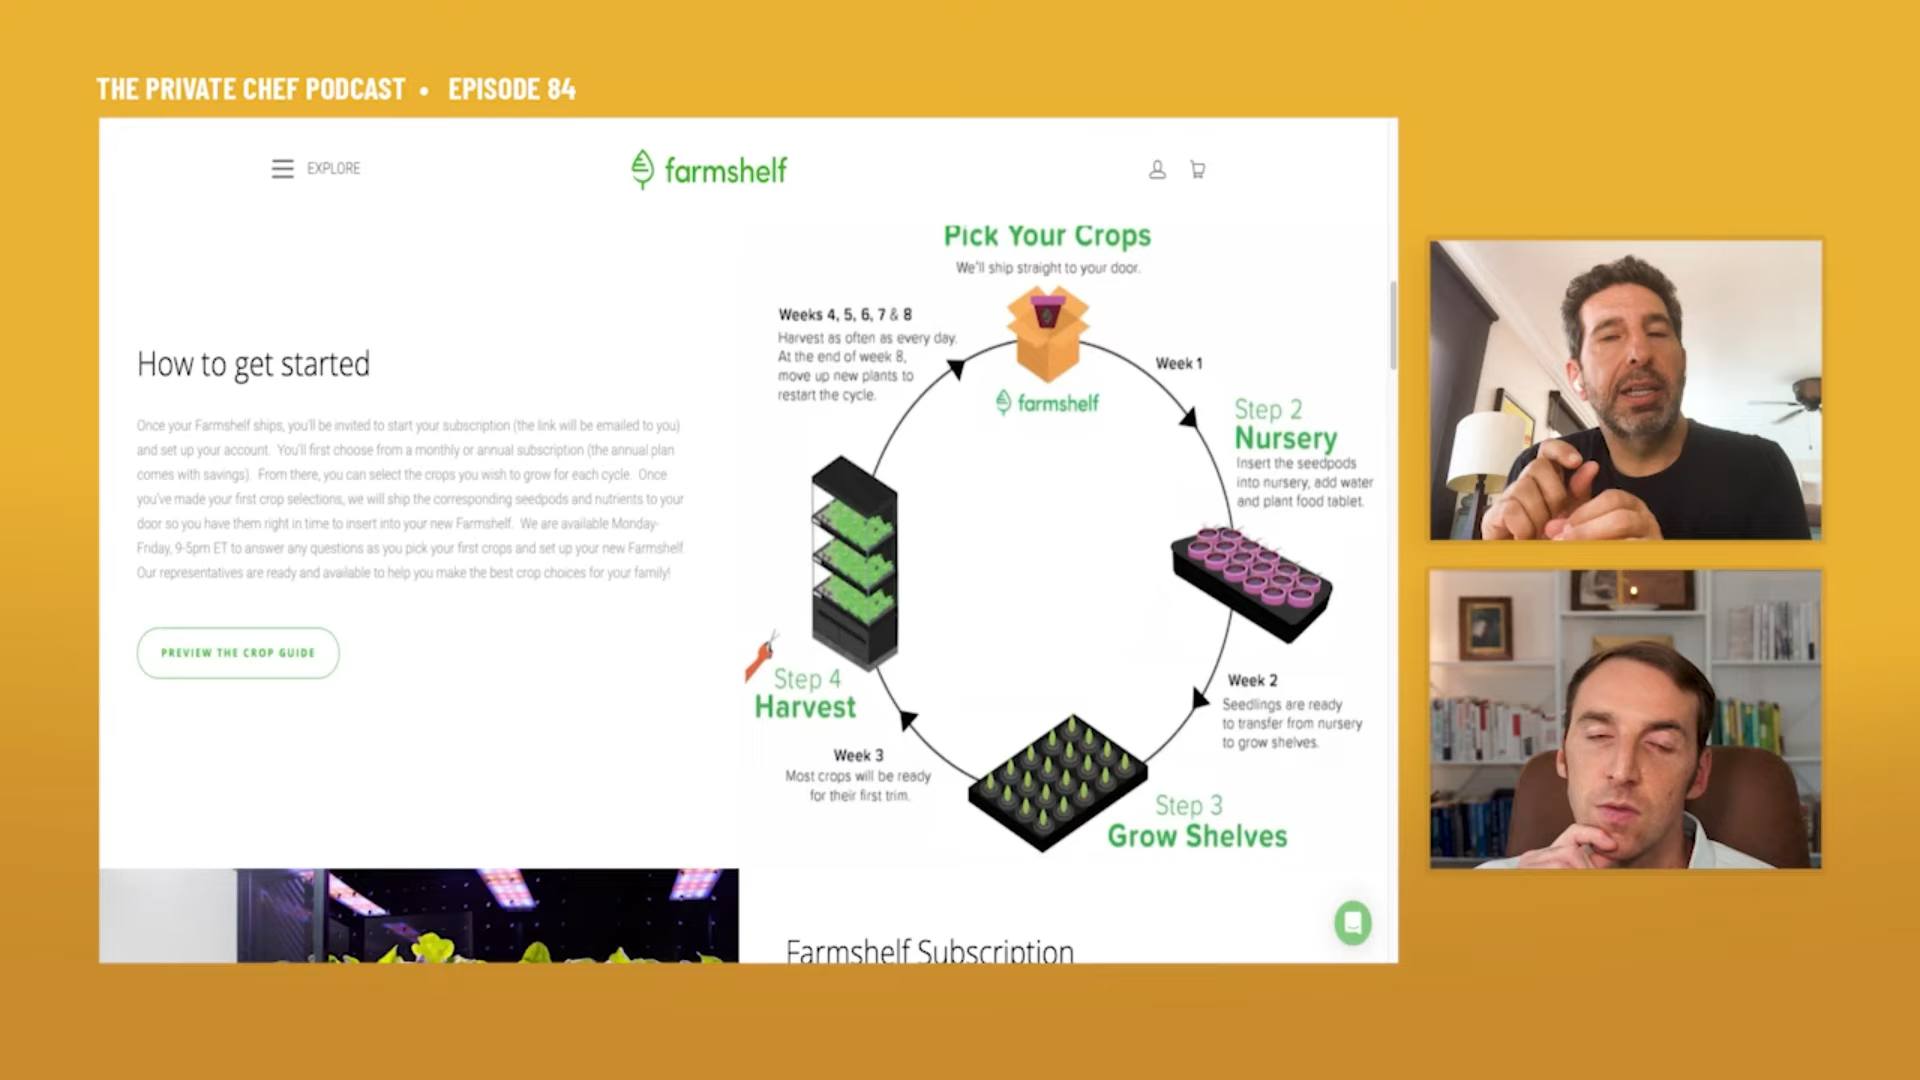 THE PRIVATE CHEF PODCAST • EPISODE 84
EXPLORE
farmshelf
How to get started
Once your Farmshelf ships, you'll be invited to start your subscription (the link will be emailed to you)
and set up your account. You'll first choose from a monthly or annual subscription (the annual plan
comes with savings). From there, you can select the crops you wish to grow for each cycle. Once
you've made your first crop selections, we will ship the corresponding seedpods and nutrients to your
door so you have them right in time to insert into your new Farmshelf. We are available Monday-
Friday, 9-5pm ET to answer any questions as you pick your first crops and set up your new Farmshelf.
Our representatives are ready and available to help you make the best crop choices for your family!
PREVIEW THE CROP GUIDE
Pick Your Crops
We'll ship straight to your door.
farmshelf
Week 1
Step 2
Nursery
Insert the seedpods
into nursery, add water
and plant food tablet.
Week 2
Seedlings are ready
to transfer from nursery
to grow shelves.
Step 3
Grow Shelves
Week 3
Most crops will be ready
for their first trim.
Step 4
Harvest
Weeks 4, 5, 6, 7 & 8
Harvest as often as every day.
At the end of week 8,
move up new plants to
restart the cycle.
Farmshelf Subscription